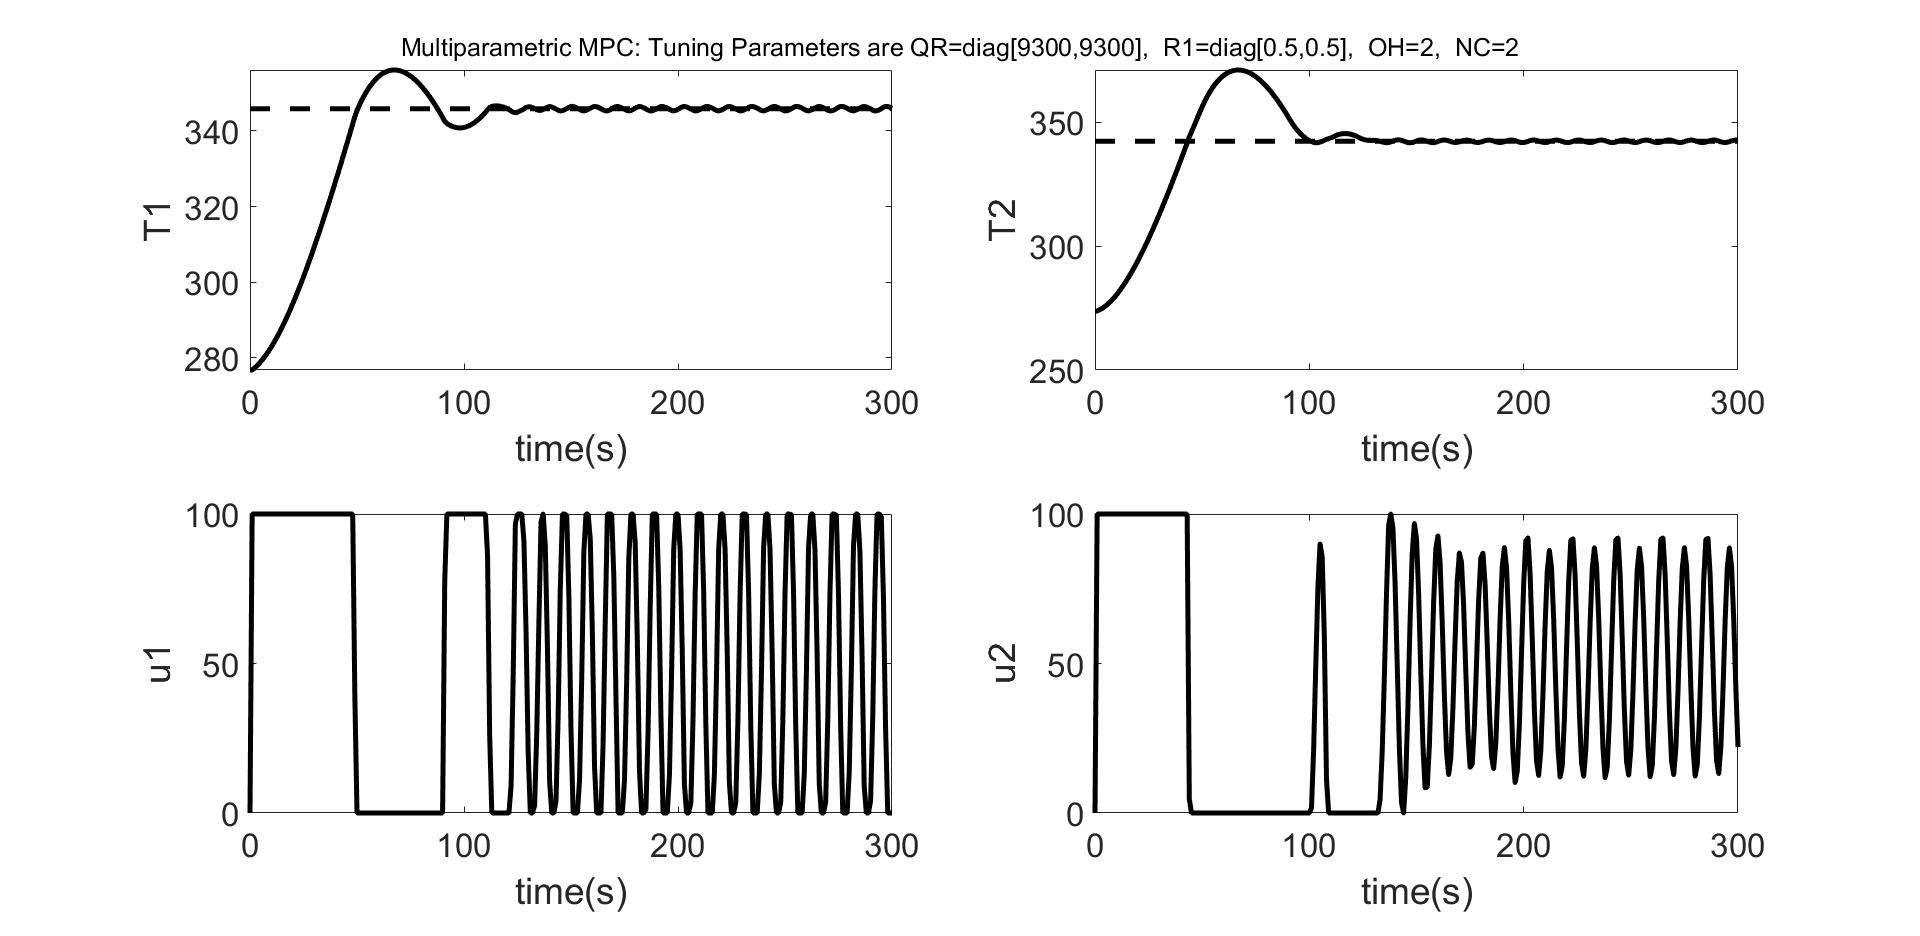 Multiparametric MPC: Tuning Parameters are QR=diag[9300,9300],  R1=diag[0.5,0.5],  OH=2,  NC=2
340
320
300
280
T1
0 100 200 300
time(s)
350
300
250
T2
0 100 200 300
time(s)
100
50
0
u1
0 100 200 300
time(s)
100
50
0
u2
0 100 200 300
time(s)